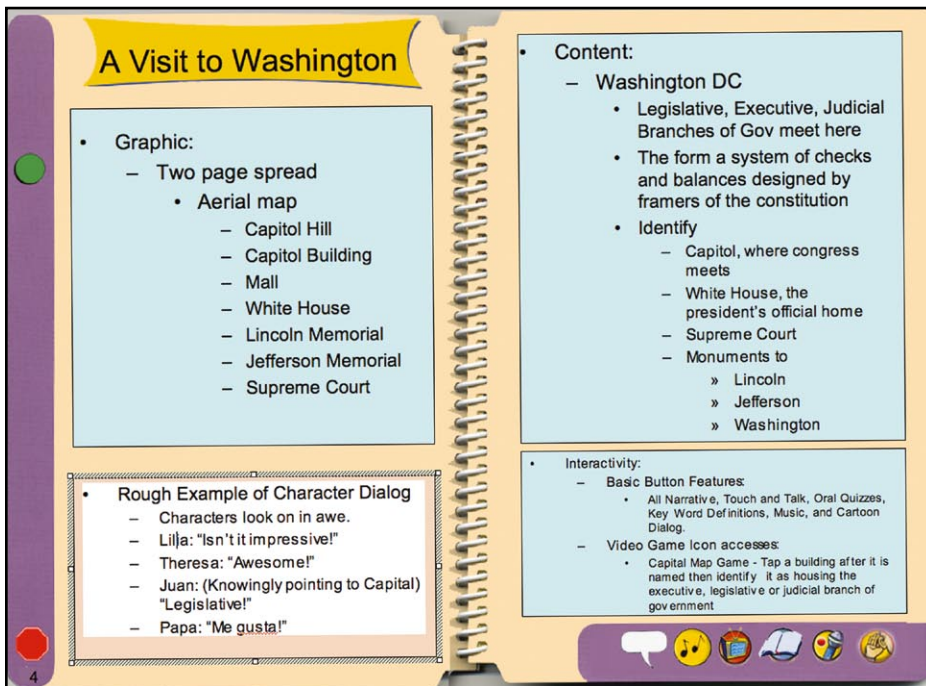 A Visit to Washington
• Graphic:
– Two page spread
• Aerial map
– Capitol Hill
– Capitol Building
– Mall
– White House
– Lincoln Memorial
– Jefferson Memorial
– Supreme Court
• Rough Example of Character Dialog
– Characters look on in awe.
– Lilia: “Isn’t it impressive!”
– Theresa: “Awesome!”
– Juan: (Knowingly pointing to Capital)
“Legislative!”
– Papa: “Me gusta!”
4
• Content:
– Washington DC
• Legislative, Executive, Judicial
Branches of Gov meet here
• The form a system of checks
and balances designed by
framers of the constitution
• Identify
– Capitol, where congress
meets
– White House, the
president’s official home
– Supreme Court
– Monuments to
» Lincoln
» Jefferson
» Washington
• Interactivity:
– Basic Button Features:
• All Narrative, Touch and Talk, Oral Quizzes,
Key Word Definitions, Music, and Cartoon
Dialog.
– Video Game Icon accesses:
• Capital Map Game - Tap a building after it is
named then identify it as housing the
executive, legislative or judicial branch of
government